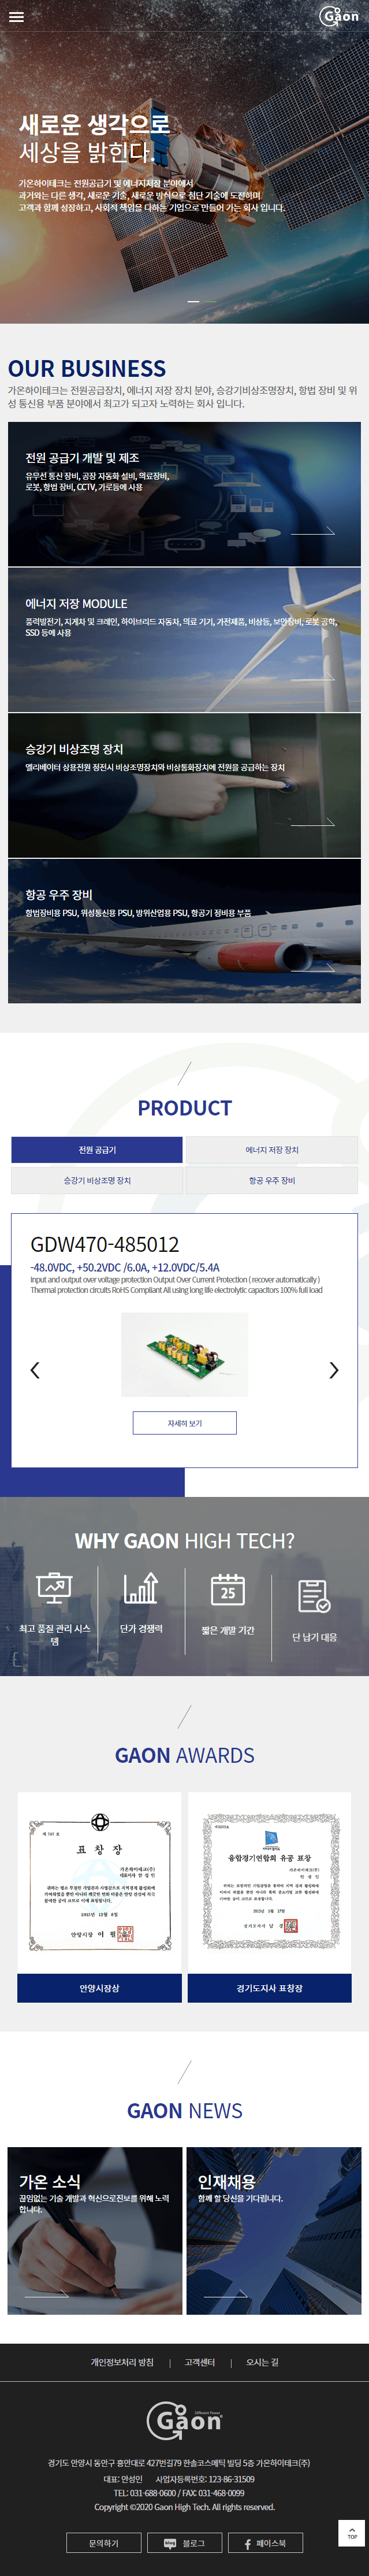 Gaon
새로운 생각으로
세상을 밝힌다.
가온하이테크는 전원공급기 및 에너지저장 분야에서
과거와는 다른 생각, 새로운 기술, 새로운 방식으로 첨단 기술에 도전하며
고객과 함께 성장하고, 사회적 책임을 다하는 기업으로 만들어 가는 회사 입니다.
OUR BUSINESS
가온하이테크는 전원공급장치, 에너지 저장 장치 분야, 승강기비상조명장치, 항법 장비 및 위
성 통신용 부품 분야에서 최고가 되고자 노력하는 회사 입니다.
전원 공급기 개발 및 제조
유무선 통신 장비, 공장 자동화 설비, 의료장비,
로봇, 항법 장비, CCTV, 가로등에 사용
에너지 저장 MODULE
풍력발전기, 지게차 및 크레인, 하이브리드 자동차, 의료 기기, 가전제품, 비상등, 보안장비, 로봇 공학,
SSD 등에 사용
승강기 비상조명 장치
엘리베이터 상용전원 정전시 비상조명장치와 비상통화장치에 전원을 공급하는 장치
항공 우주 장비
항법장비용 PSU, 위성통신용 PSU, 방위산업용 PSU, 항공기 정비용 부품
PRODUCT
전원 공급기
에너지 저장 장치
승강기 비상조명 장치
항공 우주 장비
GDW470-485012
-48.0VDC, +50.2VDC /6.0A, +12.0VDC/5.4A
Input and output over voltage protection Output Over Current Protection ( recover automatically )
Thermal protection circuits RoHS Compliant All using long life electrolytic capacitors 100% full load
자세히 보기
WHY GAON HIGH TECH?
최고 품질 관리 시스
템
단가 경쟁력
25
짧은 개발 기간
단 납기 대응
GAON AWARDS
표 창 장
가온하이테크(주)
안양시장
안양시장상
융합경기연합회 유공 표창
경기도지사
경기도지사 표창장
GAON NEWS
가온 소식
끊임없는 기술 개발과 혁신으로진보를 위해 노력
합니다.
인재채용
함께 할 당신을 기다립니다.
개인정보처리 방침
고객센터
오시는 길
Gaon
경기도 안양시 동안구 흥안대로 427번길79 한솔코스메틱 빌딩 5층 가온하이테크(주)
대표: 안성인 사업자등록번호: 123-86-31509
TEL: 031-688-0600 / FAX: 031-468-0099
Copyright ©2020 Gaon High Tech. All rights reserved.
문의하기
블로그
페이스북
TOP